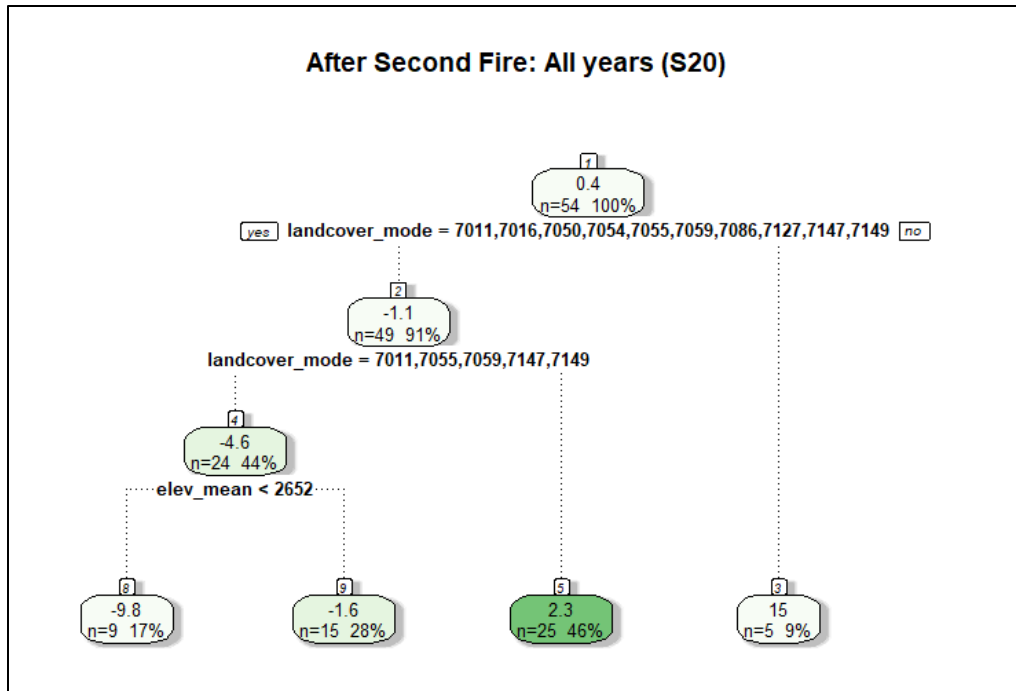 After Second Fire: All years (S20)
1
0.4
n=54 100%
yes landcover_mode = 7011,7016,7050,7054,7055,7059,7086,7127,7147,7149 no
2
-1.1
n=49 91%
landcover_mode = 7011,7055,7059,7147,7149
4
-4.6
n=24 44%
elev_mean < 2652
8
-9.8
n=9 17%
9
-1.6
n=15 28%
5
2.3
n=25 46%
3
15
n=5 9%